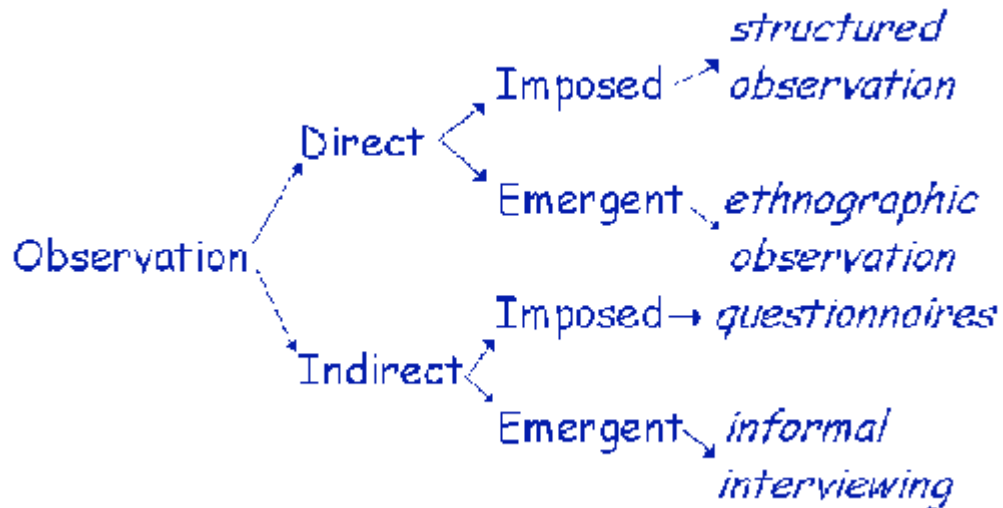 structured
Imposed observation
Direct
Emergent ethnographic
Observation observation
Imposed questionnaires
Indirect
Emergent informal
interviewing